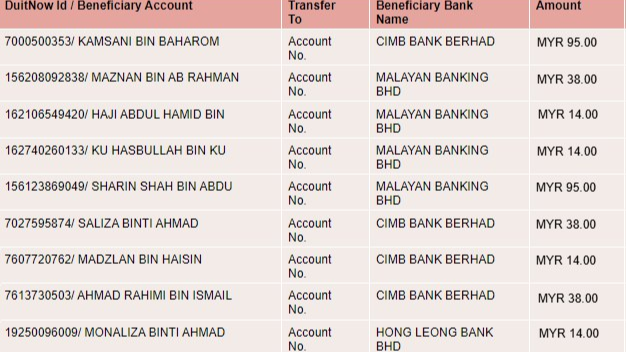 DuitNow Id / Beneficiary Account Transfer To Beneficiary Bank Name Amount
7000500353/ KAMSANI BIN BAHAROM Account No. CIMB BANK BERHAD MYR 95.00
156208092838/ MAZNAN BIN AB RAHMAN Account No. MALAYAN BANKING BHD MYR 38.00
162106549420/ HAJI ABDUL HAMID BIN Account No. MALAYAN BANKING BHD MYR 14.00
162740260133/ KU HASBULLAH BIN KU Account No. MALAYAN BANKING BHD MYR 14.00
156123869049/ SHARIN SHAH BIN ABDU Account No. MALAYAN BANKING BHD MYR 95.00
7027595874/ SALIZA BINTI AHMAD Account No. CIMB BANK BERHAD MYR 38.00
7607720762/ MADZLAN BIN HAISIN Account No. CIMB BANK BERHAD MYR 14.00
7613730503/ AHMAD RAHIMI BIN ISMAIL Account No. CIMB BANK BERHAD MYR 38.00
19250096009/ MONALIZA BINTI AHMAD Account No. HONG LEONG BANK BHD MYR 14.00